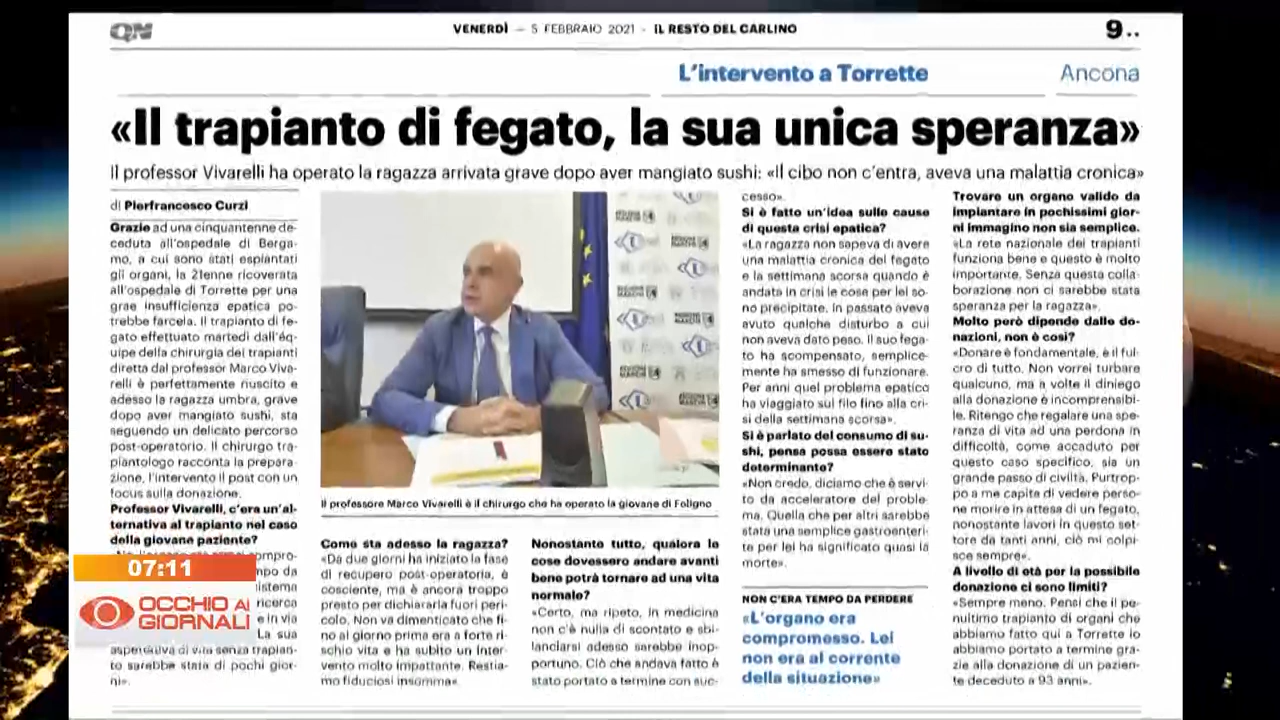 QN
VENERDÌ — 5 FEBBRAIO 2021 - IL RESTO DEL CARLINO
9..
L'intervento a Torrette
Ancona
«Il trapianto di fegato, la sua unica speranza»
Il professor Vivarelli ha operato la ragazza arrivata grave dopo aver mangiato sushi: «Il cibo non c'entra, aveva una malattia cronica»
di Pierfrancesco Curzi
Grazie ad una cinquantenne de-
ceduta all'ospedale di Berga-
mo, a cui sono stati espiantati
gli organi, la 21enne ricoverata
all'ospedale di Torrette per una
grae insufficienza epatica po-
trebbe farcela. Il trapianto di fe-
gato effettuato martedì dall'é-
quipe della chirurgia dei trapianti
diretta dal professor Marco Viva-
relli è perfettamente riuscito e
adesso la ragazza umbra, grave
dopo aver mangiato sushi, sta
seguendo un delicato percorso
post-operatorio. Il chirurgo tra-
piantologo racconta la prepara-
zione, l'intervento il post con un
focus sulla donazione.
Professor Vivarelli, c'era un'al-
ternativa al trapianto nel caso
della giovane paziente?
mpo da
istema
ricerca
e in via
La sua
aspettativa di vita senza trapian-
to sarebbe stata di pochi gior-
ni».
07:11
OCCHIO AI
GIORNALI
Il professore Marco Vivarelli è il chirurgo che ha operato la giovane di Foligno
Come sta adesso la ragazza?
«Da due giorni ha iniziato la fase
di recupero post-operatoria, è
cosciente, ma è ancora troppo
presto per dichiararla fuori peri-
colo. Non va dimenticato che fi-
no al giorno prima era a forte ri-
schio vita e ha subito un inter-
vento molto impattante. Restia-
mo fiduciosi insomma».
Nonostante tutto, qualora le
cose dovessero andare avanti
bene potrà tornare ad una vita
normale?
«Certo, ma ripeto, in medicina
non c'è nulla di scontato e sbi-
lanciarsi adesso sarebbe inop-
portuno. Ciò che andava fatto è
stato portato a termine con suc-
cesso».
Si è fatto un'idea sulle cause
di questa crisi epatica?
«La ragazza non sapeva di avere
una malattia cronica del fegato
e la settimana scorsa quando è
andata in crisi le cose per lei so-
no precipitate. In passato aveva
avuto qualche disturbo a cui
non aveva dato peso. Il suo fega-
to ha scompensato, semplice-
mente ha smesso di funzionare.
Per anni quel problema epatico
ha viaggiato sul filo fino alla cri-
si della settimana scorsa».
Si è parlato del consumo di su-
shi, pensa possa essere stato
determinante?
«Non credo, diciamo che è servi-
to da acceleratore del proble-
ma. Quella che per altri sarebbe
stata una semplice gastroenteri-
te per lei ha significato quasi la
morte».
NON C'ERA TEMPO DA PERDERE
«L'organo era
compromesso. Lei
non era al corrente
della situazione»
Trovare un organo valido da
impiantare in pochissimi gior-
ni immagino non sia semplice.
«La rete nazionale dei trapianti
funziona bene e questo è molto
importante. Senza questa colla-
borazione non ci sarebbe stata
speranza per la ragazza».
Molto però dipende dalle do-
nazioni, non è così?
«Donare è fondamentale, è il ful-
cro di tutto. Non vorrei turbare
qualcuno, ma a volte il diniego
alla donazione è incomprensibi-
le. Ritengo che regalare una spe-
ranza di vita ad una perdona in
difficoltà, come accaduto per
questo caso specifico, sia un
grande passo di civiltà. Purtrop-
po a me capita di vedere perso-
ne morire in attesa di un fegato,
nonostante lavori in questo set-
tore da tanti anni, ciò mi colpi-
sce sempre».
A livello di età per la possibile
donazione ci sono limiti?
«Sempre meno. Pensi che il pe-
nultimo trapianto di organi che
abbiamo fatto qui a Torrette lo
abbiamo portato a termine gra-
zie alla donazione di un pazien-
te deceduto a 93 anni».